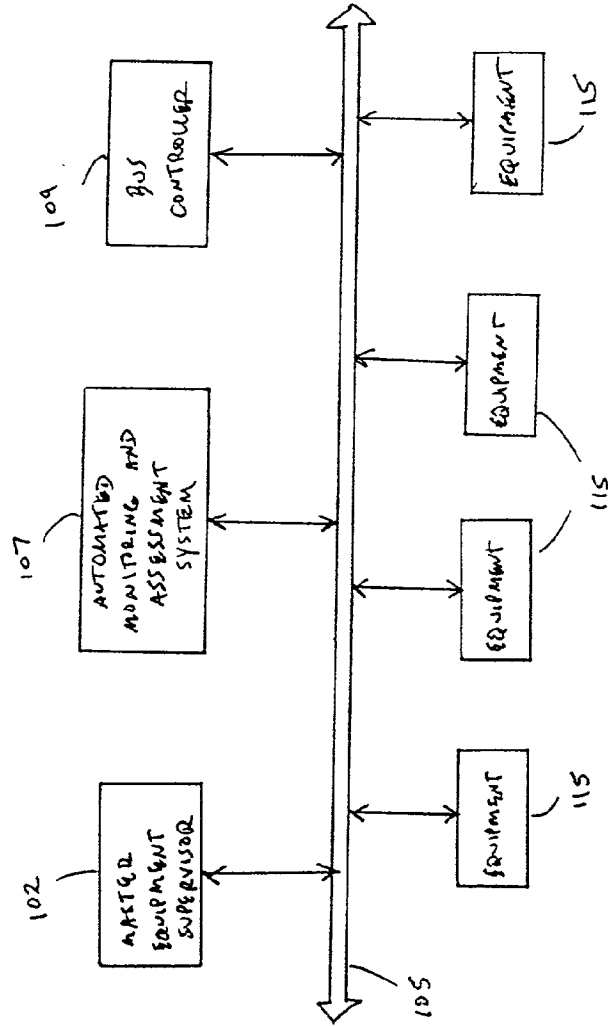 102
MASTER
EQUIPMENT
SUPERVISOR
107
AUTOMATED
MONITORING AND
ASSESSMENT
SYSTEM
109
BUS
CONTROLLER
105
EQUIPMENT
115
EQUIPMENT
EQUIPMENT
115
EQUIPMENT
115